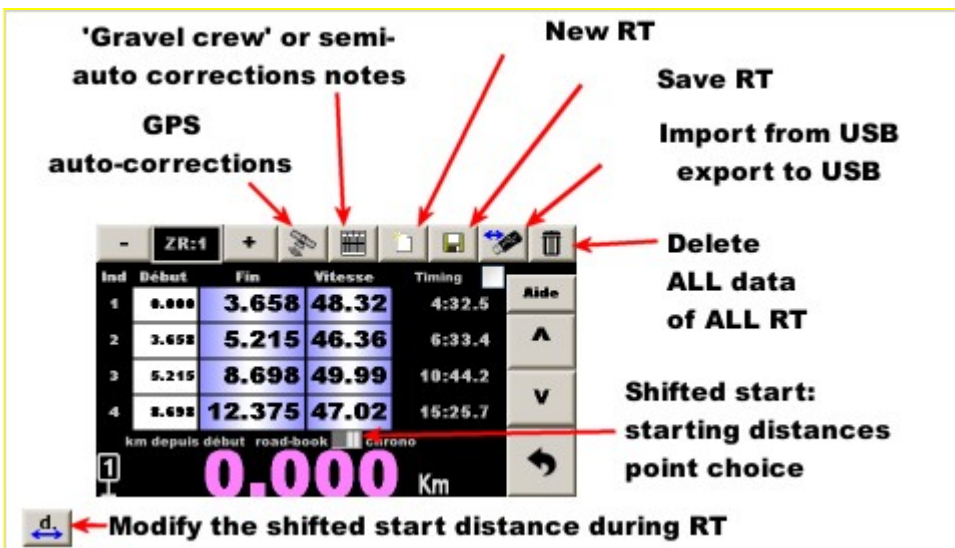 'Gravel crew' or semi-
auto corrections notes
New RT
Save RT
GPS
auto-corrections
Import from USB
export to USB
Delete
ALL data
of ALL RT
- ZR:1 +
Ind Début Fin Vitesse Timing
Aide
1 0.000 3.658 48.32 4:32.5
2 3.658 5.215 46.36 6:33.4
3 5.215 8.698 49.99 10:44.2
4 8.698 12.375 47.02 15:25.7
km depuis début road-book chrono
1 0.000 Km
Shifted start:
starting distances
point choice
d. Modify the shifted start distance during RT